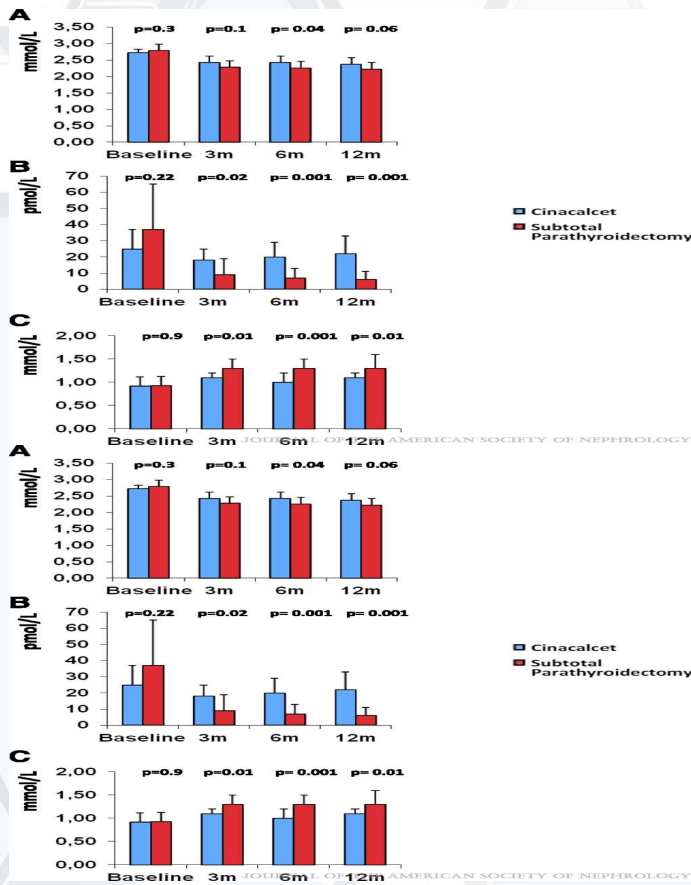 A
mmol/L
3,50
3,00
2,50
2,00
1,50
1,00
0,50
0,00
p=0.3 p=0.1 p= 0.04 p= 0.06
Baseline 3m 6m 12m
B
pmol/L
70
60
50
40
30
20
10
0
p=0.22 p=0.02 p= 0.001 p= 0.001
Baseline 3m 6m 12m
Cinacalcet
Subtotal
Parathyroidectomy
C
mmol/L
2,00
1,50
1,00
0,50
0,00
p=0.9 p=0.01 p= 0.001 p= 0.01
Baseline 3m 6m 12m
JOURNAL OF THE AMERICAN SOCIETY OF NEPHROLOGY
A
mmol/L
3,50
3,00
2,50
2,00
1,50
1,00
0,50
0,00
p=0.3 p=0.1 p= 0.04 p= 0.06
Baseline 3m 6m 12m
B
pmol/L
70
60
50
40
30
20
10
0
p=0.22 p=0.02 p= 0.001 p= 0.001
Baseline 3m 6m 12m
Cinacalcet
Subtotal
Parathyroidectomy
C
mmol/L
2,00
1,50
1,00
0,50
0,00
p=0.9 p=0.01 p= 0.001 p= 0.01
Baseline 3m 6m 12m
JOURNAL OF THE AMERICAN SOCIETY OF NEPHROLOGY